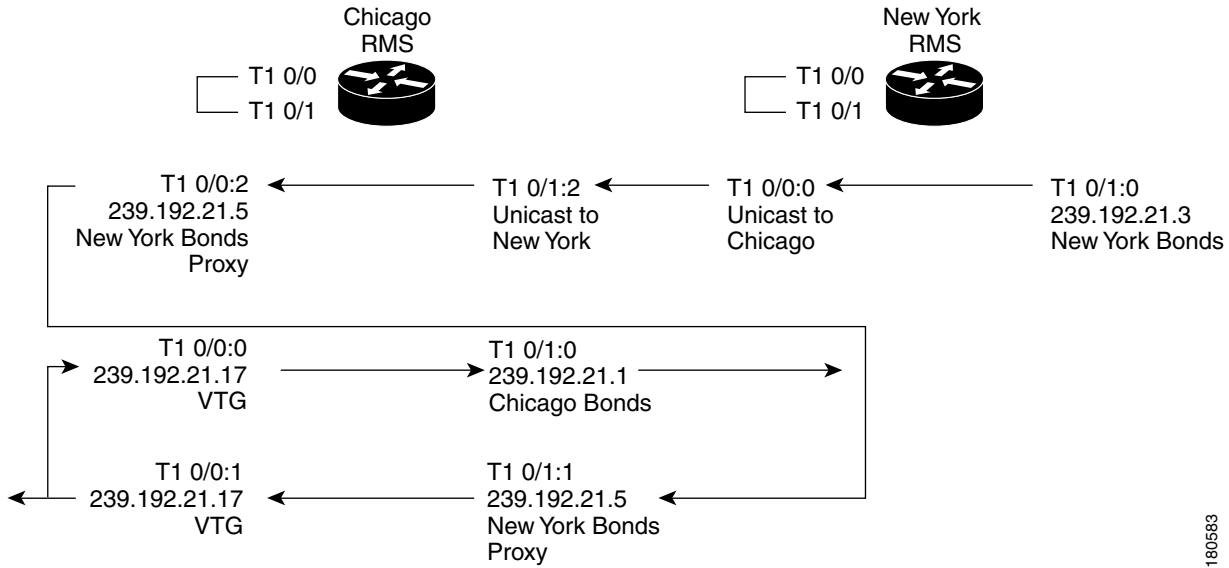 Chicago
RMS
New York
RMS
T1 0/0
T1 0/1
T1 0/0
T1 0/1
T1 0/0:2
239.192.21.5
New York Bonds
Proxy
T1 0/1:2
Unicast to
New York
T1 0/0:0
Unicast to
Chicago
T1 0/1:0
239.192.21.3
New York Bonds
T1 0/0:0
239.192.21.17
VTG
T1 0/1:0
239.192.21.1
Chicago Bonds
T1 0/0:1
239.192.21.17
VTG
T1 0/1:1
239.192.21.5
New York Bonds
Proxy
180583